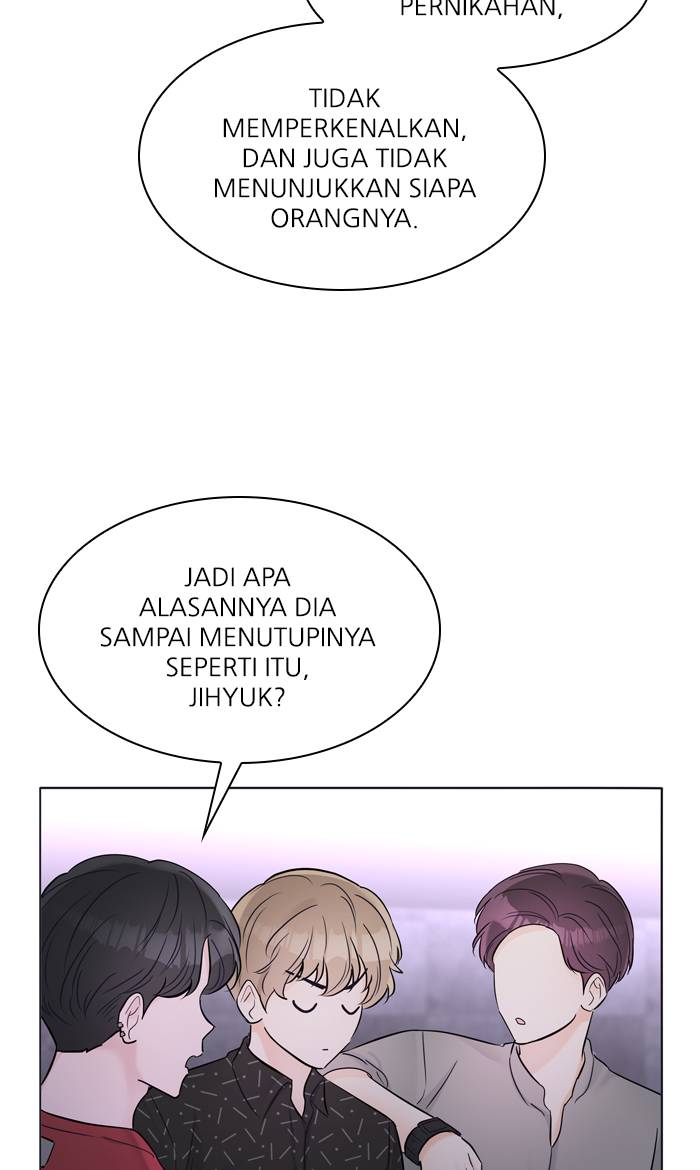 PERNIKAHAN,
TIDAK
MEMPERKENALKAN,
DAN JUGA TIDAK
MENUNJUKKAN SIAPA
ORANGNYA.
JADI APA
ALASANNYA DIA
SAMPAI MENUTUPINYA
SEPERTI ITU,
JIHYUK?